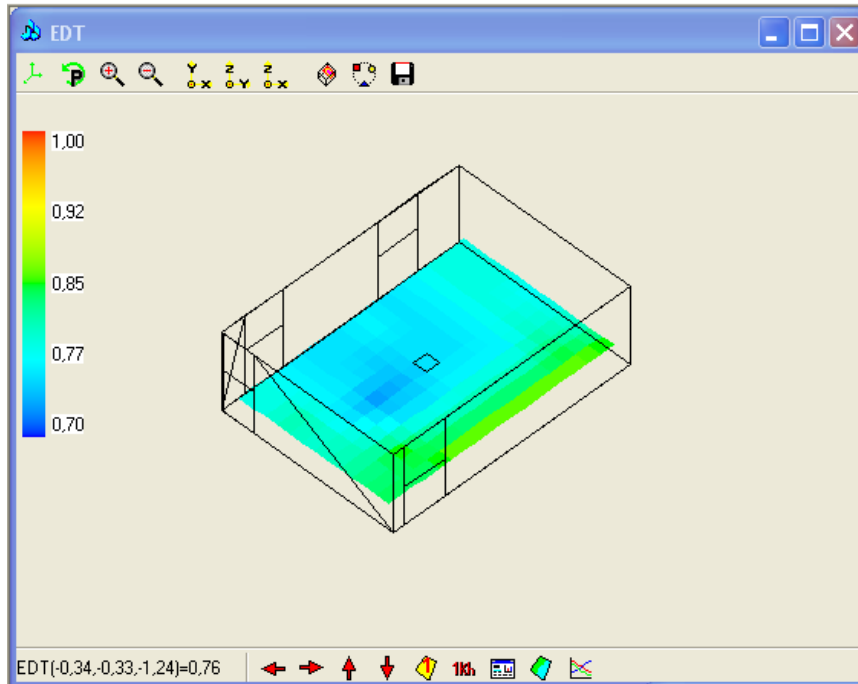 EDT
P
Y X Z Y Z X
1,00
0,92
0,85
0,77
0,70
EDT(-0,34,-0,33,-1,24)=0,76
1kh